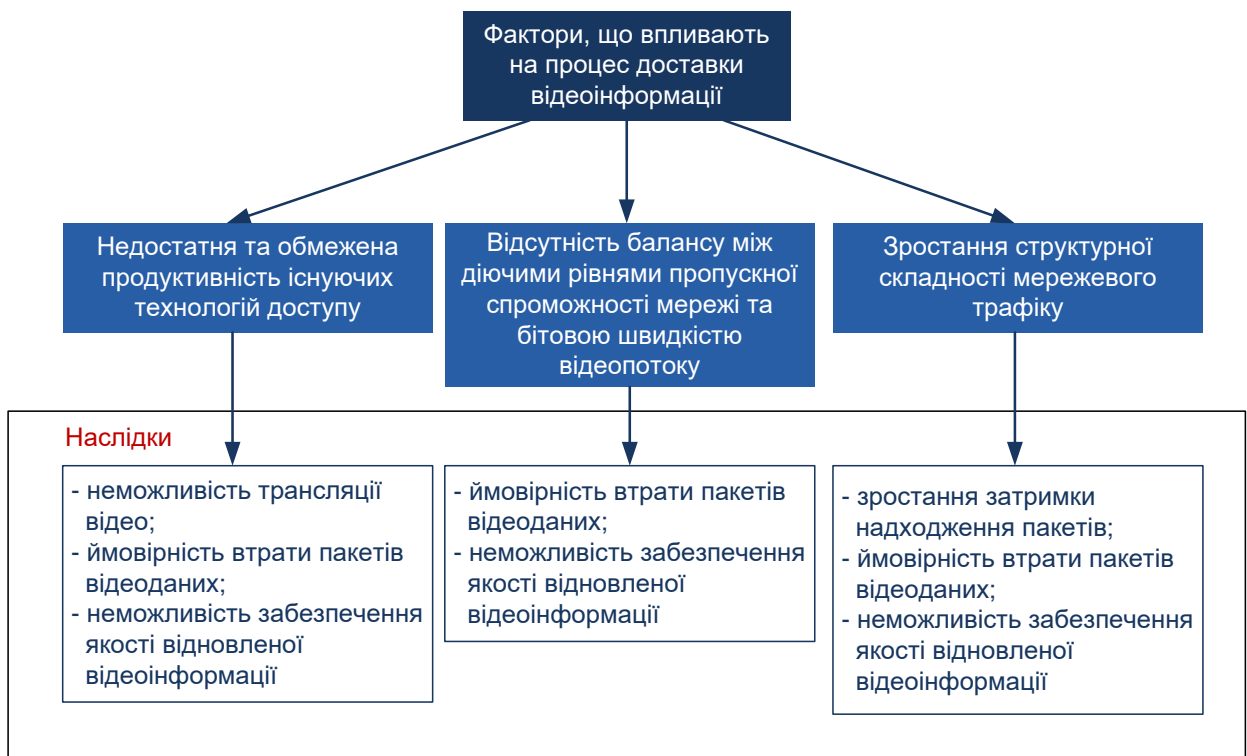 Фактори, що впливають
на процес доставки
відеоінформації
Недостатня та обмежена
продуктивність існуючих
технологій доступу
Відсутність балансу між
діючими рівнями пропускної
спроможності мережі та
бітовою швидкістю
відеопотоку
Зростання структурної
складності мережевого
трафіку
Наслідки
- неможливість трансляції
відео;
- ймовірність втрати пакетів
відеоданих;
- неможливість забезпечення
якості відновленої
відеоінформації
- ймовірність втрати пакетів
відеоданих;
- неможливість забезпечення
якості відновленої
відеоінформації
- зростання затримки
надходження пакетів;
- ймовірність втрати пакетів
відеоданих;
- неможливість забезпечення
якості відновленої
відеоінформації